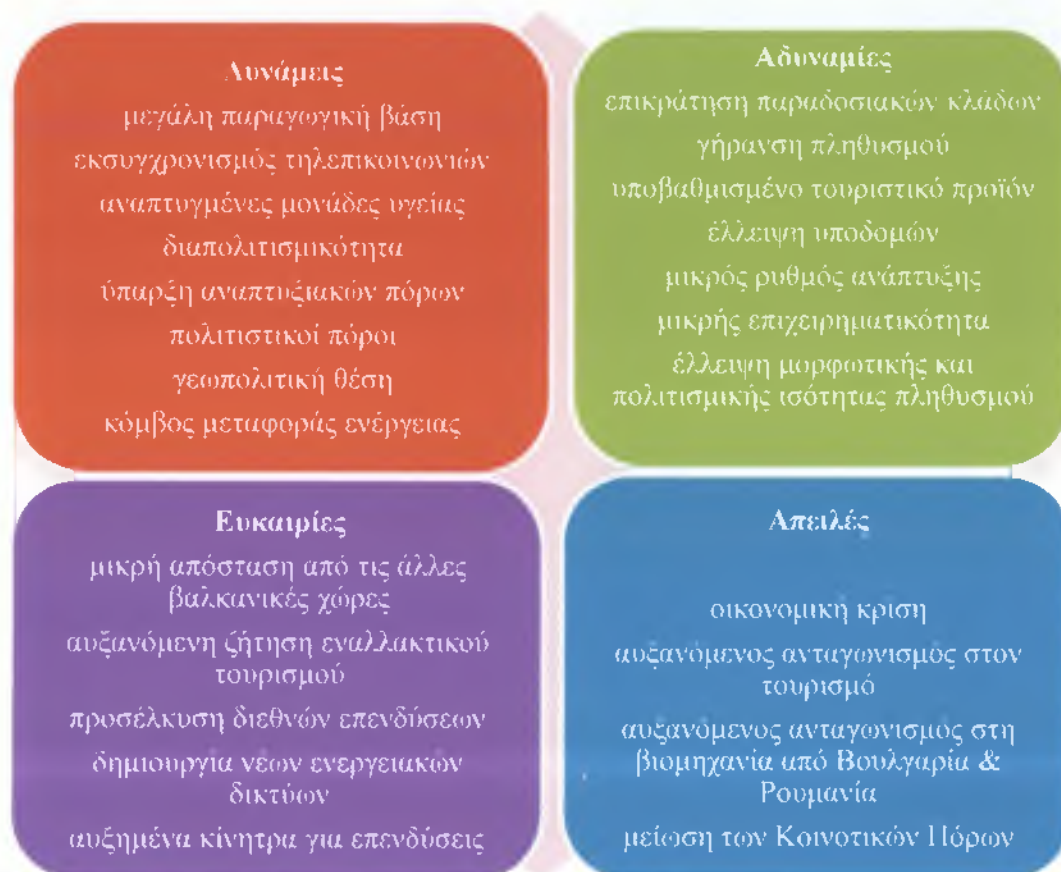 Δυνάμεις
μεγάλη παραγωγική βάση
εκσυγχρονισμός τηλεπικοινωνιών
αναπτυγμένες μονάδες υγείας
διαπολιτισμικότητα
ύπαρξη αναπτυξιακών πόρων
πολιτιστικοί πόροι
γεωπολιτική θέση
κόμβος μεταφοράς ενέργειας
Αδυναμίες
επικράτηση παραδοσιακών κλάδων
γήρανση πληθυσμού
υποβαθμισμένο τουριστικό προϊόν
έλλειψη υποδομών
μικρός ρυθμός ανάπτυξης
μικρής επιχειρηματικότητα
έλλειψη μορφωτικής και
πολιτισμικής ισότητας πληθυσμού
Ευκαιρίες
μικρή απόσταση από τις άλλες
βαλκανικές χώρες
αυξανόμενη ζήτηση εναλλακτικού
τουρισμού
προσέλκυση διεθνών επενδύσεων
δημιουργία νέων ενεργειακών
δικτύων
αυξημένα κίνητρα για επενδύσεις
Απειλές
οικονομική κρίση
αυξανόμενος ανταγωνισμός στον
τουρισμό
αυξανόμενος ανταγωνισμός στη
βιομηχανία από Βουλγαρία &
Ρουμανία
μείωση των Κοινοτικών Πόρων